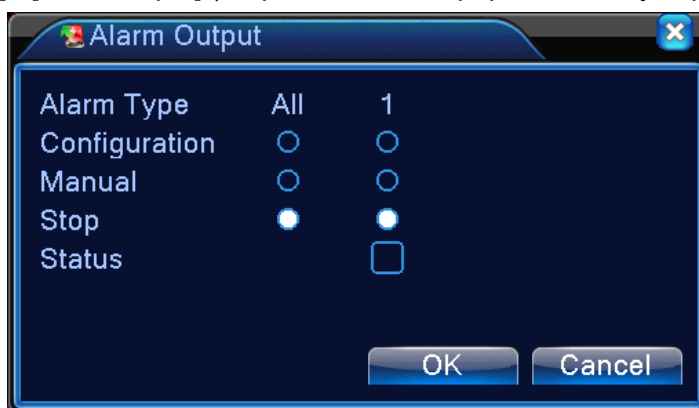 Alarm Output
Alarm Type All 1
Configuration
Manual
Stop
Status
OK Cancel